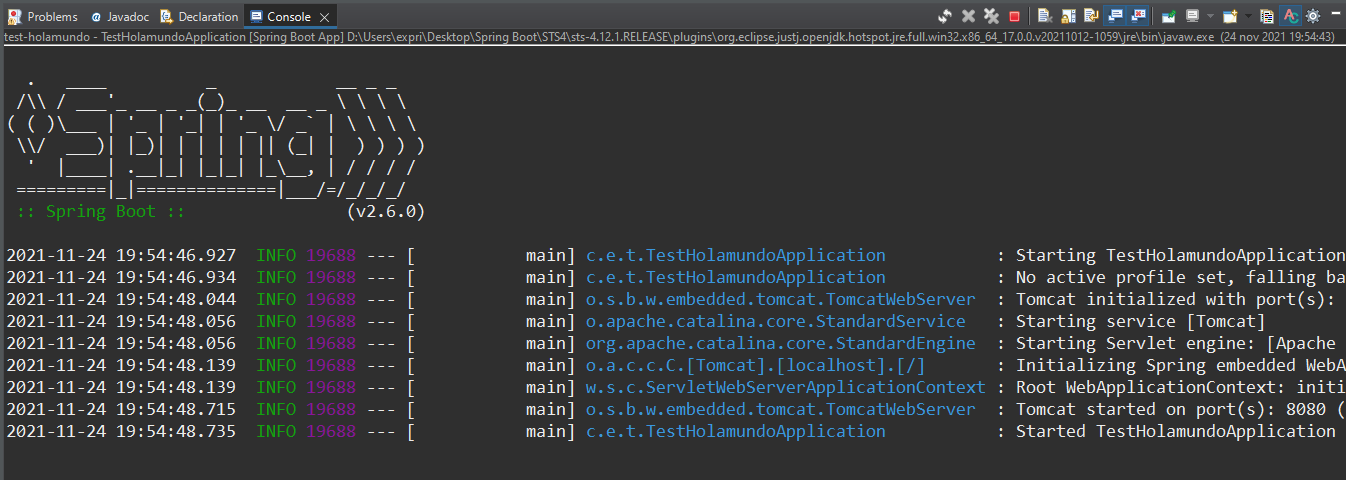 Problems @ Javadoc Declaration Console
test-holamundo - TestHolamundoApplication [Spring Boot App] D:\Users\expri\Desktop\Spring Boot\STS4\sts-4.12.1.RELEASE\plugins\org.eclipse.justj.openjdk.hotspot.jre.full.win32.x86_64_17.0.0.v20211012-1059\jre\bin\javaw.exe (24 nov 2021 19:54:43)
  .   ____          _            __ _ _
 /\\ / ___'_ __ _ _(_)_ __  __ _ \ \ \ \
( ( )\___ | '_ | '_| | '_ \/ _` | \ \ \ \
 \\/  ___)| |_)| | | | | || (_| |  ) ) ) )
  '  |____| .__|_| |_|_| |_\__, | / / / /
 =========|_|==============|___/=/_/_/_/
 :: Spring Boot ::                (v2.6.0)
2021-11-24 19:54:46.927  INFO 19688 --- [           main] c.e.t.TestHolamundoApplication           : Starting TestHolamundoApplication
2021-11-24 19:54:46.934  INFO 19688 --- [           main] c.e.t.TestHolamundoApplication           : No active profile set, falling ba
2021-11-24 19:54:48.044  INFO 19688 --- [           main] o.s.b.w.embedded.tomcat.TomcatWebServer  : Tomcat initialized with port(s):
2021-11-24 19:54:48.056  INFO 19688 --- [           main] o.apache.catalina.core.StandardService   : Starting service [Tomcat]
2021-11-24 19:54:48.056  INFO 19688 --- [           main] org.apache.catalina.core.StandardEngine  : Starting Servlet engine: [Apache
2021-11-24 19:54:48.139  INFO 19688 --- [           main] o.a.c.c.C.[Tomcat].[localhost].[/]       : Initializing Spring embedded WebA
2021-11-24 19:54:48.139  INFO 19688 --- [           main] w.s.c.ServletWebServerApplicationContext : Root WebApplicationContext: initi
2021-11-24 19:54:48.715  INFO 19688 --- [           main] o.s.b.w.embedded.tomcat.TomcatWebServer  : Tomcat started on port(s): 8080 (
2021-11-24 19:54:48.735  INFO 19688 --- [           main] c.e.t.TestHolamundoApplication           : Started TestHolamundoApplication